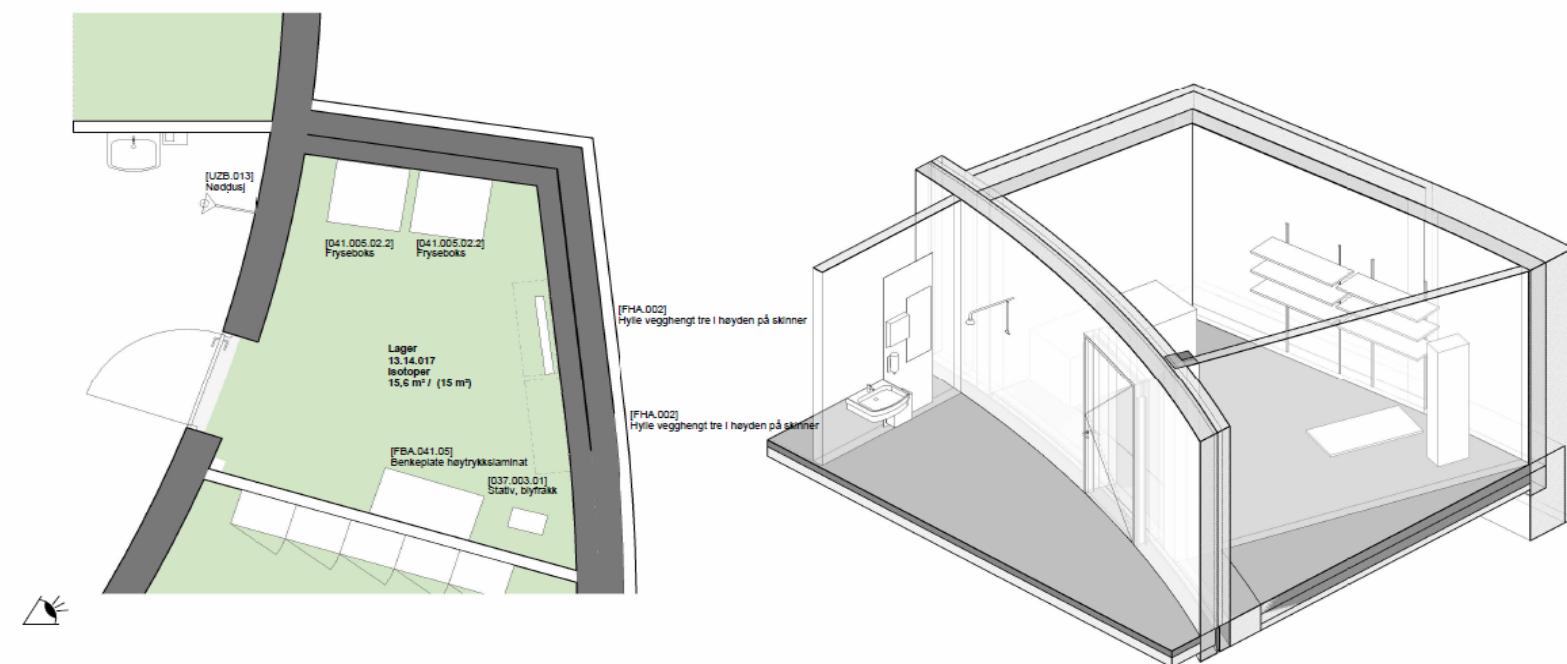 [UZB.013]
Nøddusj
[041.005.02.2]
Fryseboks
[041.005.02.2]
Fryseboks
[FHA.002]
Hylle vegghengt tre i høyden på skinner
Lager
13.14.017
Isotoper
15,6 m² / (15 m²)
[FHA.002]
Hylle vegghengt tre i høyden på skinner
[FBA.041.05]
Benkeplate høytrykkslaminat
[037.003.01]
Stativ, blyfrakk